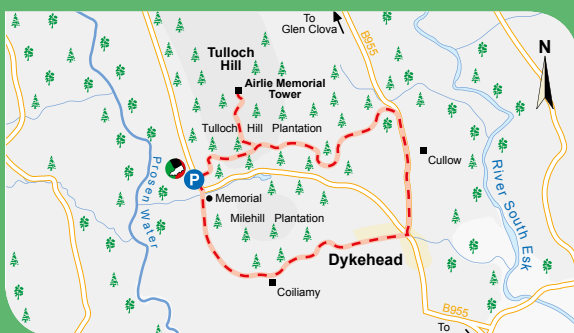 To
Glen Clova
B955
Tulloch
Hill
N
Airlie Memorial
Tower
Tulloch Hill Plantation
Cullow
P
Prosen Water
Memorial
River South Esk
Milehill Plantation
Dykehead
Coiliamy
B955
To